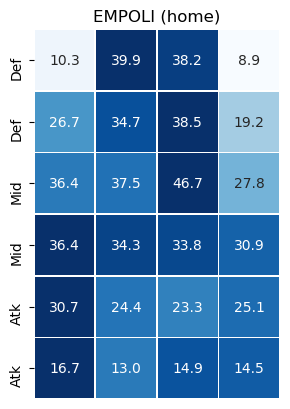 EMPOLI (home)
Def 10.3 39.9 38.2 8.9
Def 26.7 34.7 38.5 19.2
Mid 36.4 37.5 46.7 27.8
Mid 36.4 34.3 33.8 30.9
Atk 30.7 24.4 23.3 25.1
Atk 16.7 13.0 14.9 14.5